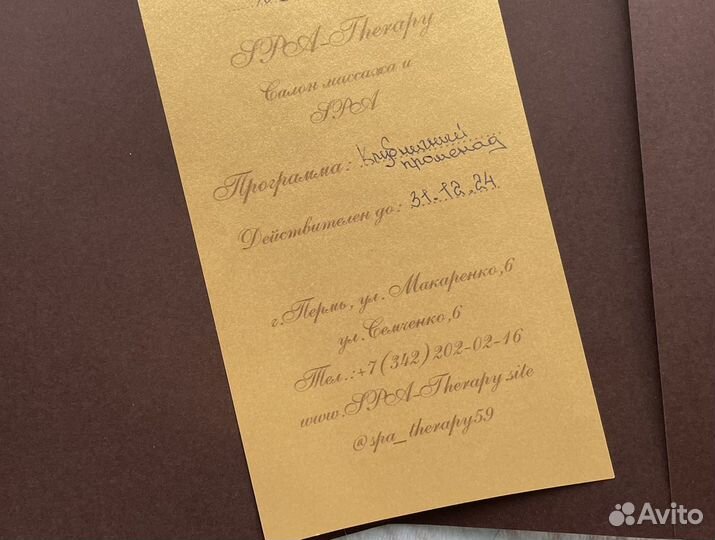 SPA-Therapy
Салон массажа и
SPA
Программа: Клубничный
променад
Действителен до: 31.12.24
г.Пермь, ул. Макаренко,6
ул.Семченко,6
Тел.:+7(342)202-02-16
www.SPA-Therapy.site
@spa_therapy59
Avito